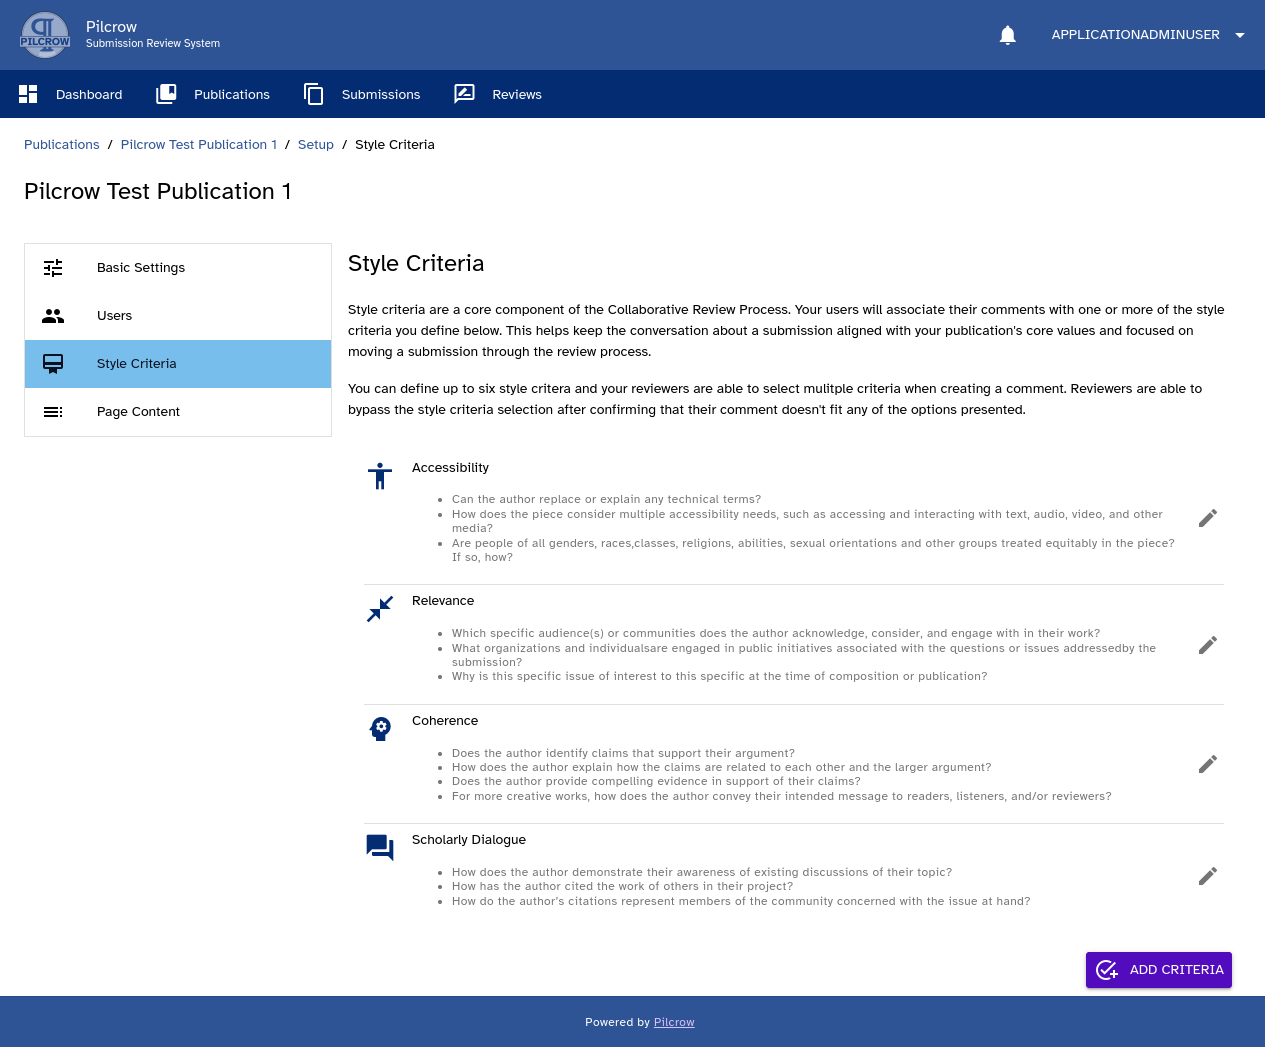 PILCROW
Pilcrow
Submission Review System
APPLICATIONADMINUSER
Dashboard
Publications
Submissions
Reviews
Publications / Pilcrow Test Publication 1 / Setup / Style Criteria
Pilcrow Test Publication 1
Basic Settings
Users
Style Criteria
Page Content
Style Criteria
Style criteria are a core component of the Collaborative Review Process. Your users will associate their comments with one or more of the style
criteria you define below. This helps keep the conversation about a submission aligned with your publication's core values and focused on
moving a submission through the review process.
You can define up to six style critera and your reviewers are able to select mulitple criteria when creating a comment. Reviewers are able to
bypass the style criteria selection after confirming that their comment doesn't fit any of the options presented.
Accessibility
• Can the author replace or explain any technical terms?
• How does the piece consider multiple accessibility needs, such as accessing and interacting with text, audio, video, and other
media?
• Are people of all genders, races,classes, religions, abilities, sexual orientations and other groups treated equitably in the piece?
If so, how?
Relevance
• Which specific audience(s) or communities does the author acknowledge, consider, and engage with in their work?
• What organizations and individualsare engaged in public initiatives associated with the questions or issues addressedby the
submission?
• Why is this specific issue of interest to this specific at the time of composition or publication?
Coherence
• Does the author identify claims that support their argument?
• How does the author explain how the claims are related to each other and the larger argument?
• Does the author provide compelling evidence in support of their claims?
• For more creative works, how does the author convey their intended message to readers, listeners, and/or reviewers?
Scholarly Dialogue
• How does the author demonstrate their awareness of existing discussions of their topic?
• How has the author cited the work of others in their project?
• How do the author's citations represent members of the community concerned with the issue at hand?
ADD CRITERIA
Powered by Pilcrow